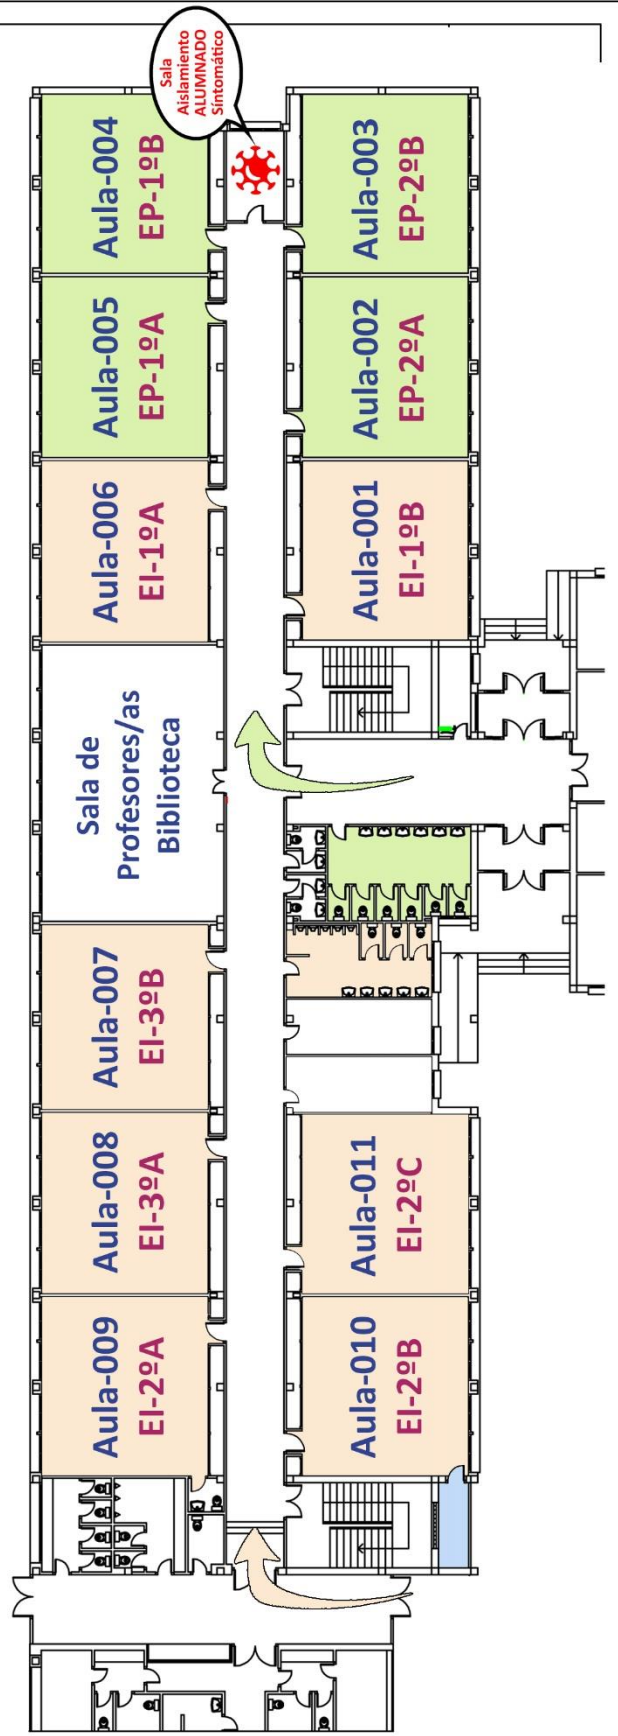 Sala
Aislamiento
ALUMNADO
Síntomático
Aula-004
EP-1ºB
Aula-003
EP-2ºB
Aula-005
EP-1ºA
Aula-002
EP-2ºA
Aula-006
EI-1ºA
Aula-001
EI-1ºB
Sala de
Profesores/as
Biblioteca
Aula-007
EI-3ºB
Aula-008
EI-3ºA
Aula-011
EI-2ºC
Aula-009
EI-2ºA
Aula-010
EI-2ºB